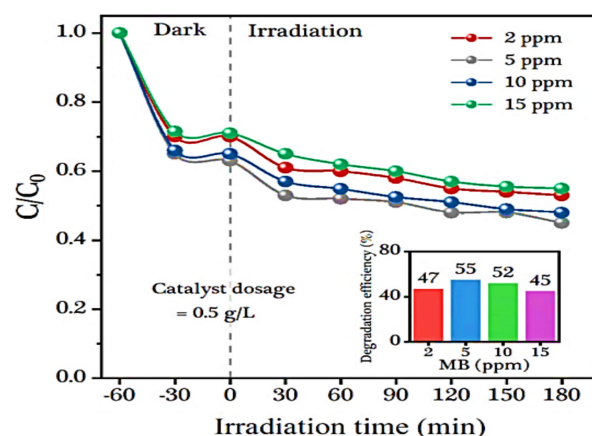 Dark
Irradiation
2 ppm
5 ppm
10 ppm
15 ppm
1.0
0.8
0.6
0.4
0.2
0.0
C/C₀
Catalyst dosage
= 0.5 g/L
Degradation efficiency (%)
80
40
0
47
55
52
45
2 5 10 15
MB (ppm)
-60 -30 0 30 60 90 120 150 180
Irradiation time (min)